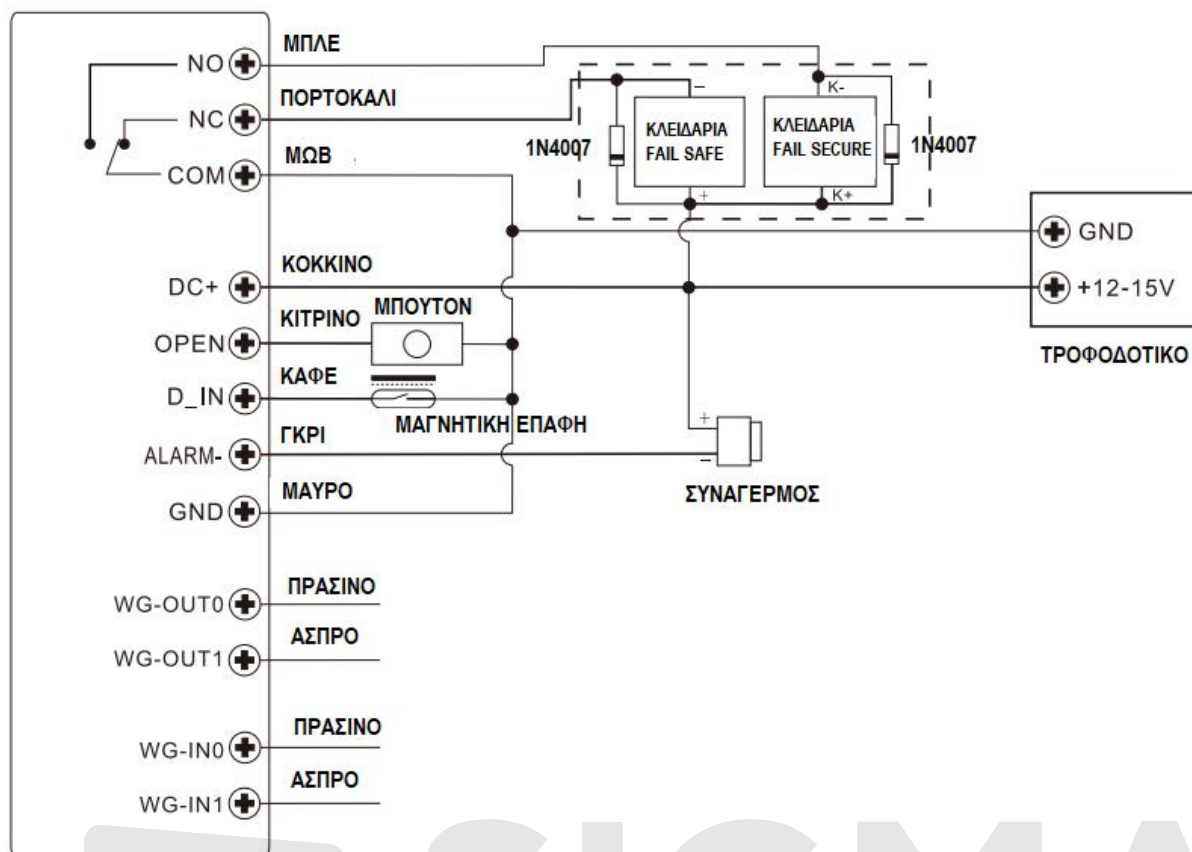 NO
ΜΠΛΕ
NC
ΠΟΡΤΟΚΑΛΙ
COM
ΜΩΒ
1N4007
–
ΚΛΕΙΔΑΡΙΑ
FAIL SAFE
+
K-
ΚΛΕΙΔΑΡΙΑ
FAIL SECURE
K+
1N4007
GND
+12-15V
ΤΡΟΦΟΔΟΤΙΚΟ
DC+
ΚΟΚΚΙΝΟ
OPEN
ΚΙΤΡΙΝΟ
ΜΠΟΥΤΟΝ
D_IN
ΚΑΦΕ
ΜΑΓΝΗΤΙΚΗ ΕΠΑΦΗ
ALARM-
ΓΚΡΙ
+
–
ΣΥΝΑΓΕΡΜΟΣ
GND
ΜΑΥΡΟ
WG-OUT0
ΠΡΑΣΙΝΟ
WG-OUT1
ΑΣΠΡΟ
WG-IN0
ΠΡΑΣΙΝΟ
WG-IN1
ΑΣΠΡΟ